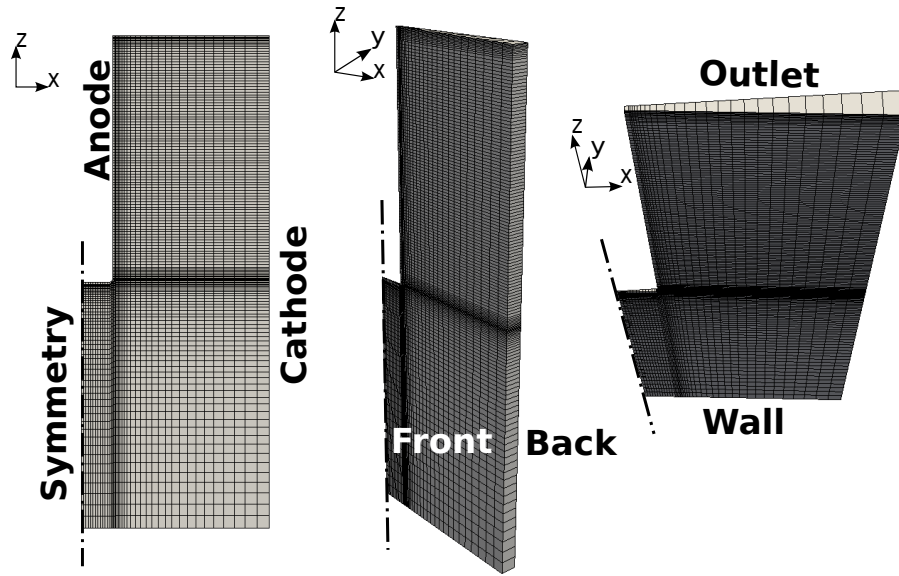 z
x
Anode
Symmetry
Cathode
z
y
x
Front
Back
Outlet
z
y
x
Wall